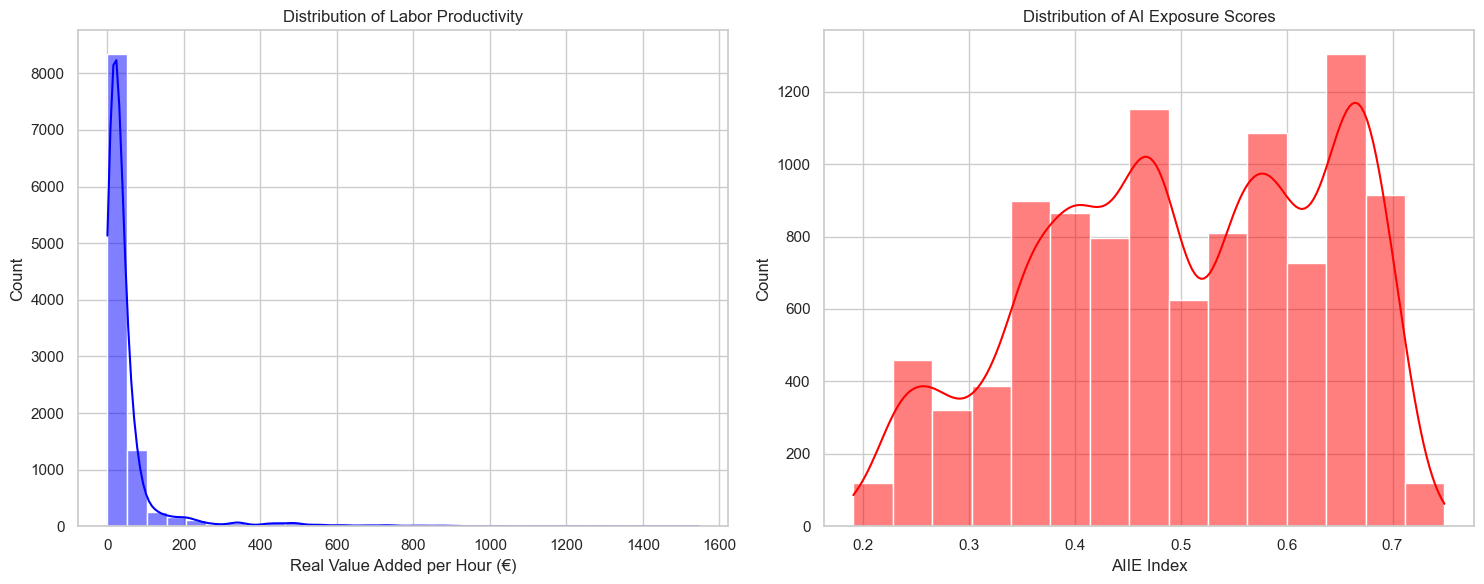 Distribution of Labor Productivity
Count
8000
7000
6000
5000
4000
3000
2000
1000
0
0 200 400 600 800 1000 1200 1400 1600
Real Value Added per Hour (€)
Distribution of AI Exposure Scores
Count
1200
1000
800
600
400
200
0
0.2 0.3 0.4 0.5 0.6 0.7
AIIE Index